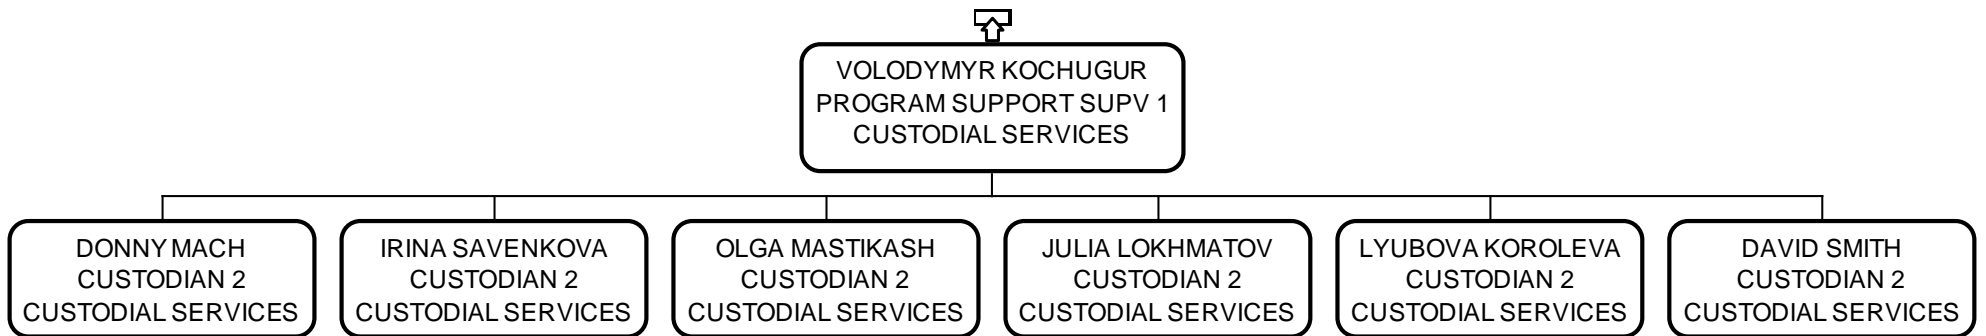 VOLODYMYR KOCHUGUR
PROGRAM SUPPORT SUPV 1
CUSTODIAL SERVICES
DONNY MACH
CUSTODIAN 2
CUSTODIAL SERVICES
IRINA SAVENKOVA
CUSTODIAN 2
CUSTODIAL SERVICES
OLGA MASTIKASH
CUSTODIAN 2
CUSTODIAL SERVICES
JULIA LOKHMATOV
CUSTODIAN 2
CUSTODIAL SERVICES
LYUBOVA KOROLEVA
CUSTODIAN 2
CUSTODIAL SERVICES
DAVID SMITH
CUSTODIAN 2
CUSTODIAL SERVICES